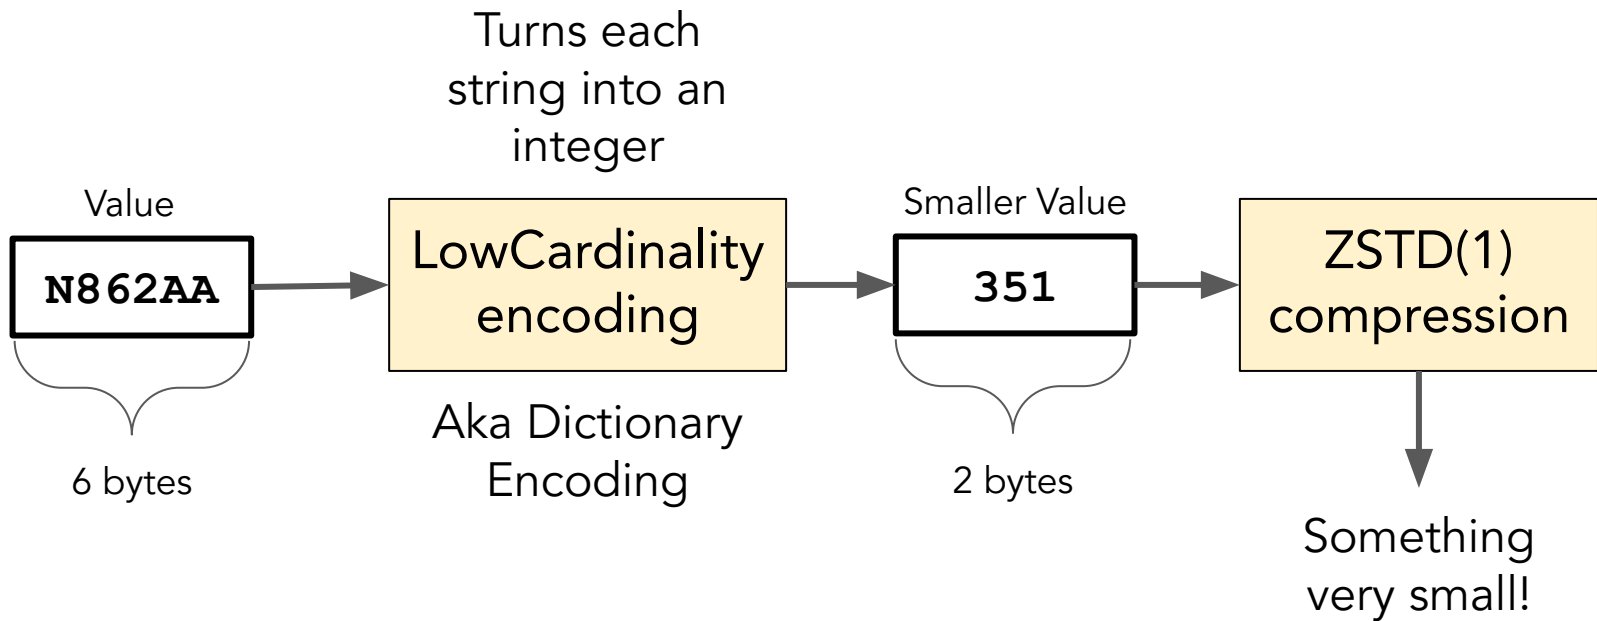 Turns each
string into an
integer
Value
N862AA
6 bytes
LowCardinality
encoding
Aka Dictionary
Encoding
Smaller Value
351
2 bytes
ZSTD(1)
compression
Something
very small!